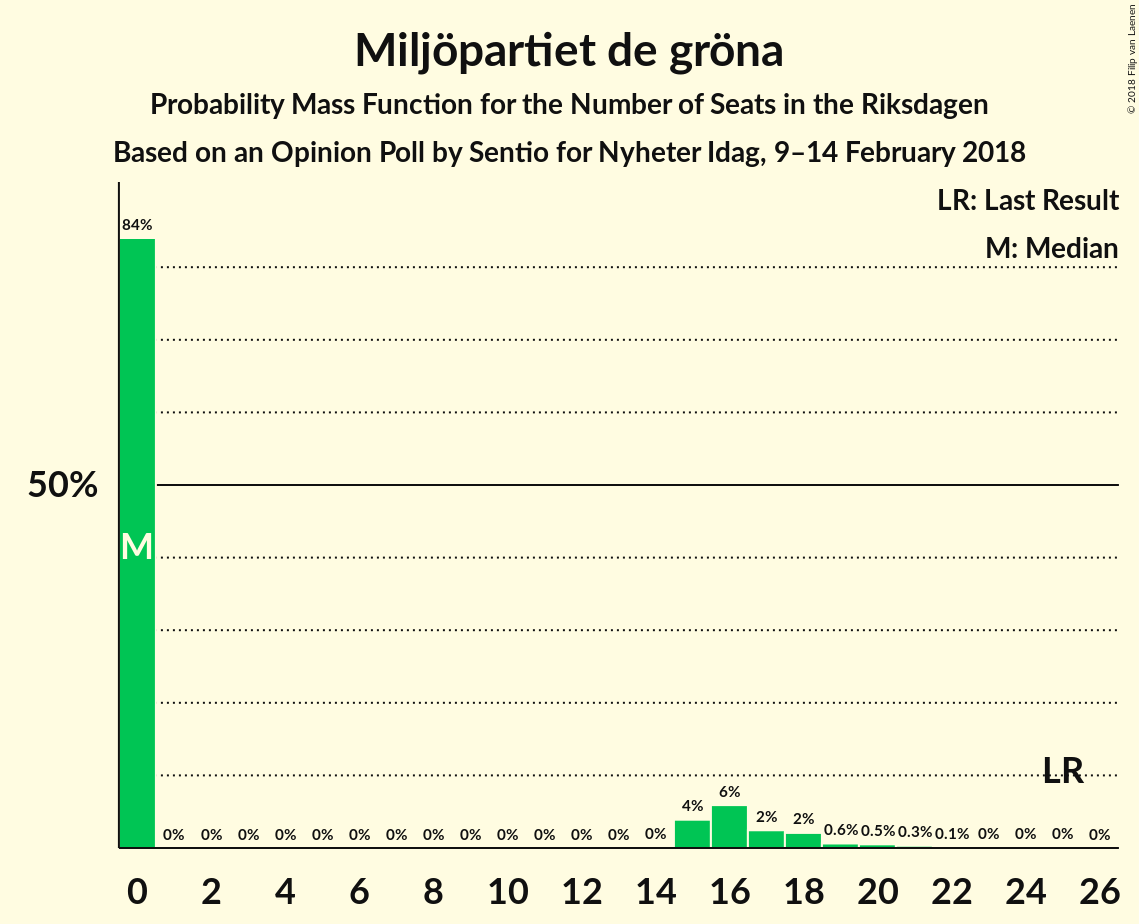 Miljöpartiet de gröna
Probability Mass Function for the Number of Seats in the Riksdagen
Based on an Opinion Poll by Sentio for Nyheter Idag, 9–14 February 2018
© 2018 Filip van Laenen
LR: Last Result
M: Median
84%
50%
M
LR
0% 0% 0% 0% 0% 0% 0% 0% 0% 0% 0% 0% 0% 0% 4% 6% 2% 2% 0.6% 0.5% 0.3% 0.1% 0% 0% 0% 0%
0 2 4 6 8 10 12 14 16 18 20 22 24 26